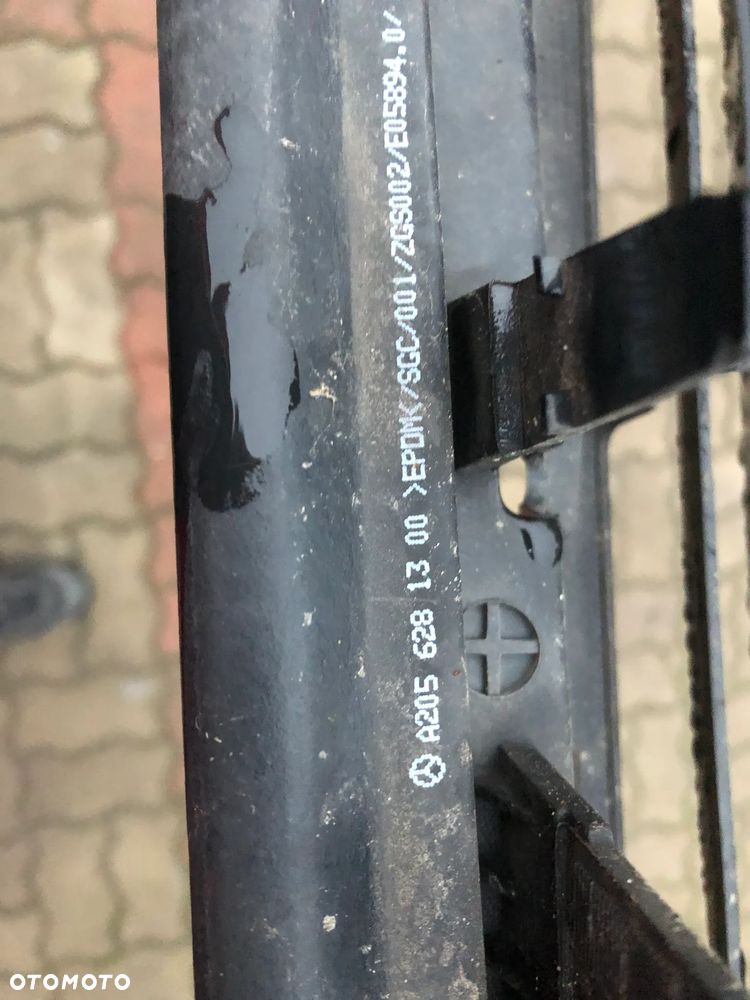 A205 628 13 00 >EPDM</SGC/001/ZGS002/E05894.0/
OTOMOTO